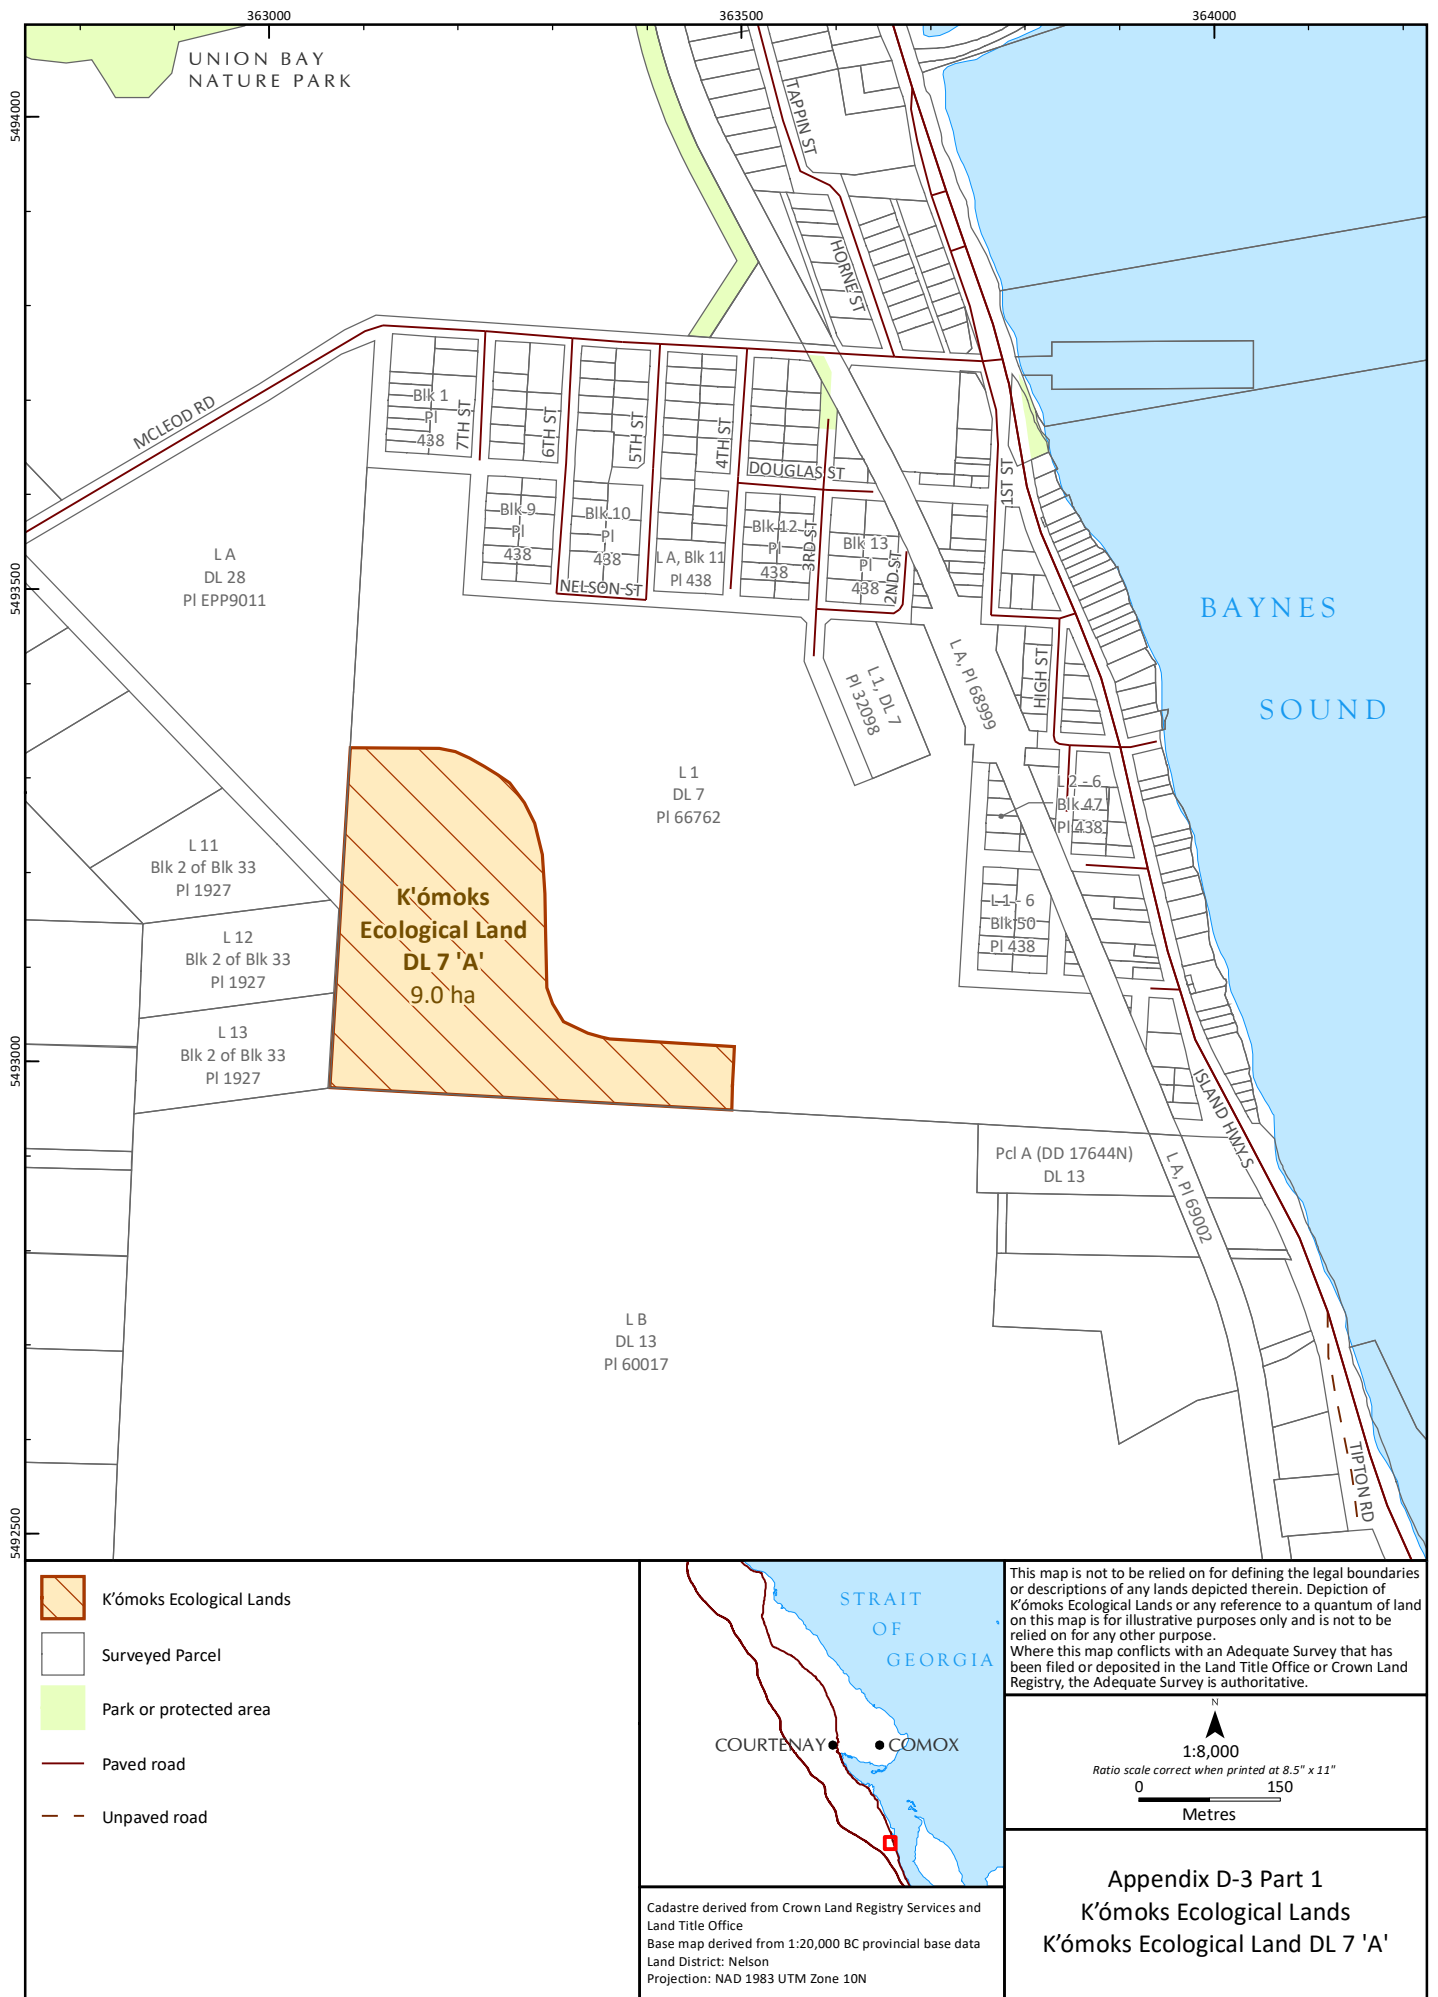 363000
363500
364000
5494000
5493500
5493000
5492500
UNION BAY
NATURE PARK
TAPPIN ST
HORNE ST
MCLEOD RD
Blk 1
Pl
438
7TH ST
6TH ST
5TH ST
4TH ST
DOUGLAS ST
1ST ST
Blk 9
Pl
438
Blk 10
Pl
438
L A, Blk 11
Pl 438
Blk 12
Pl
438
3RD ST
Blk 13
Pl
438
2ND ST
NELSON ST
L A
DL 28
Pl EPP9011
BAYNES
SOUND
L 1, DL 7
Pl 32098
L A, Pl 68999
HIGH ST
L 1
DL 7
Pl 66762
L 2 - 6
Blk 47
Pl 438
L 11
Blk 2 of Blk 33
Pl 1927
L 12
Blk 2 of Blk 33
Pl 1927
L 13
Blk 2 of Blk 33
Pl 1927
K'ómoks
Ecological Land
DL 7 'A'
9.0 ha
L 1 - 6
Blk 50
Pl 438
ISLAND HWY S
Pcl A (DD 17644N)
DL 13
L A, Pl 69002
L B
DL 13
Pl 60017
TIPTON RD
K'ómoks Ecological Lands
Surveyed Parcel
Park or protected area
Paved road
Unpaved road
STRAIT
OF
GEORGIA
COURTENAY
COMOX
Cadastre derived from Crown Land Registry Services and
Land Title Office
Base map derived from 1:20,000 BC provincial base data
Land District: Nelson
Projection: NAD 1983 UTM Zone 10N
This map is not to be relied on for defining the legal boundaries
or descriptions of any lands depicted therein. Depiction of
K'ómoks Ecological Lands or any reference to a quantum of land
on this map is for illustrative purposes only and is not to be
relied on for any other purpose.
Where this map conflicts with an Adequate Survey that has
been filed or deposited in the Land Title Office or Crown Land
Registry, the Adequate Survey is authoritative.
N
1:8,000
Ratio scale correct when printed at 8.5" x 11"
0 150
Metres
Appendix D-3 Part 1
K'ómoks Ecological Lands
K'ómoks Ecological Land DL 7 'A'